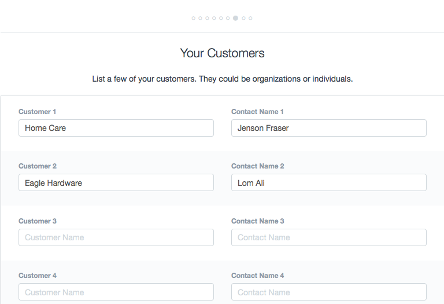 Your Customers
List a few of your customers. They could be organizations or individuals.
Customer 1 Contact Name 1
Home Care Jenson Fraser
Customer 2 Contact Name 2
Eagle Hardware Lom Ali
Customer 3 Contact Name 3
Customer Name Contact Name
Customer 4 Contact Name 4
Customer Name Contact Name